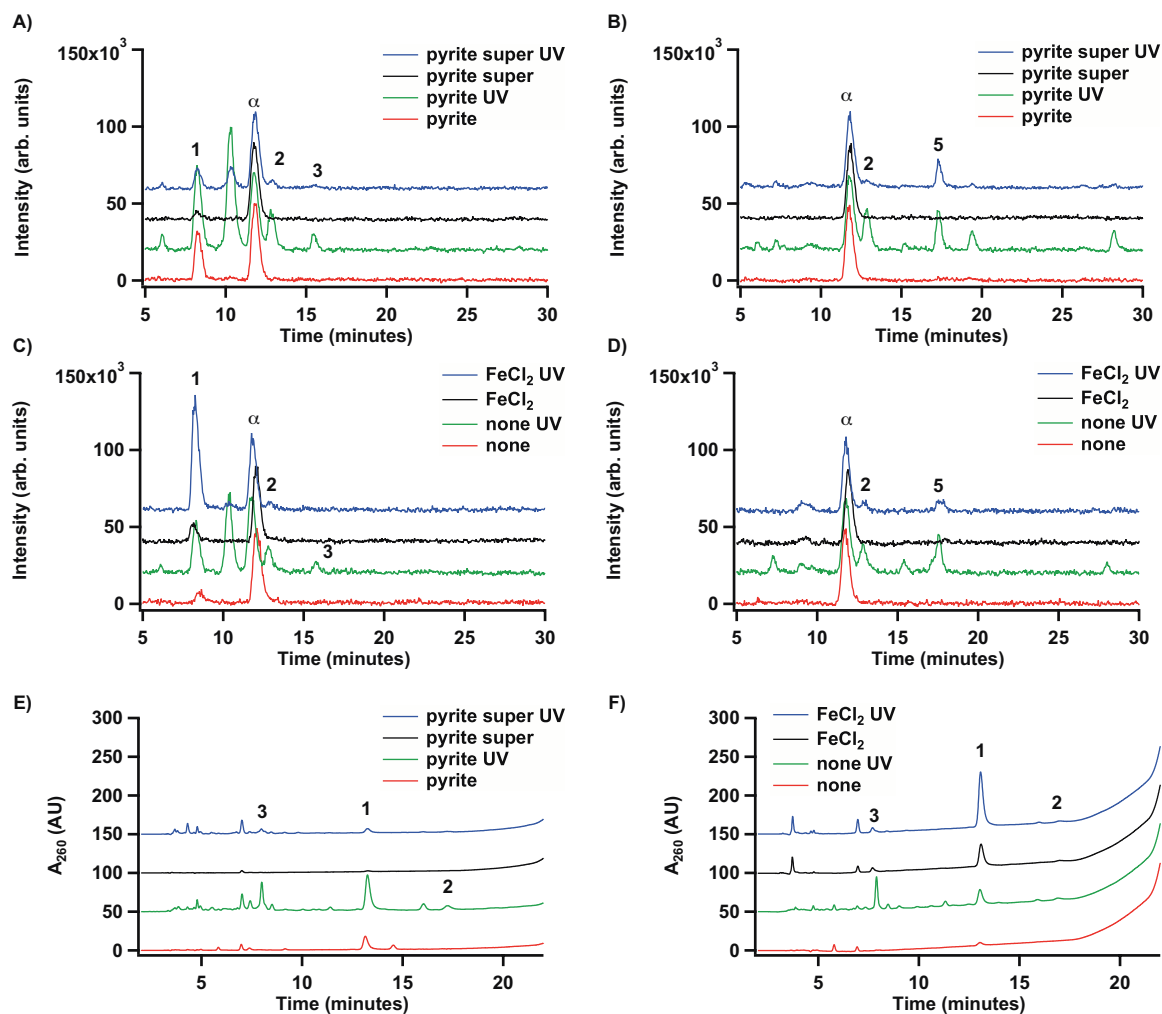 A)
150x10³
100
50
0
Intensity (arb. units)
pyrite super UV
pyrite super
pyrite UV
pyrite
α
1
2
3
5 10 15 20 25 30
Time (minutes)
B)
150x10³
100
50
0
Intensity (arb. units)
pyrite super UV
pyrite super
pyrite UV
pyrite
α
2
5
5 10 15 20 25 30
Time (minutes)
C)
150x10³
100
50
0
Intensity (arb. units)
FeCl₂ UV
FeCl₂
none UV
none
1
α
2
3
5 10 15 20 25 30
Time (minutes)
D)
150x10³
100
50
0
Intensity (arb. units)
FeCl₂ UV
FeCl₂
none UV
none
α
2
5
5 10 15 20 25 30
Time (minutes)
E)
300
250
200
150
100
50
0
A₂₆₀ (AU)
pyrite super UV
pyrite super
pyrite UV
pyrite
3
1
2
5 10 15 20
Time (minutes)
F)
300
250
200
150
100
50
0
A₂₆₀ (AU)
FeCl₂ UV
FeCl₂
none UV
none
1
3
2
5 10 15 20
Time (minutes)